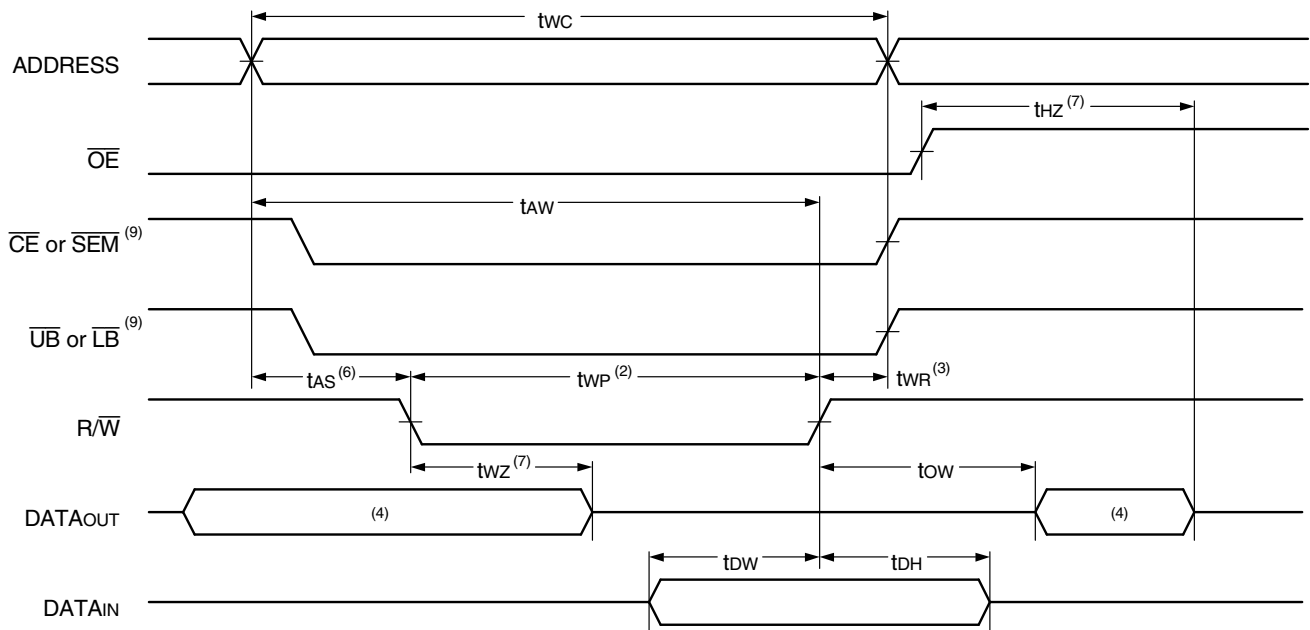 tWC
ADDRESS
tHZ (7)
OE
tAW
CE or SEM (9)
UB or LB (9)
tAS (6)
tWP (2)
tWR (3)
R/W
tWZ (7)
tOW
DATAOUT
(4)
(4)
tDW
tDH
DATAIN